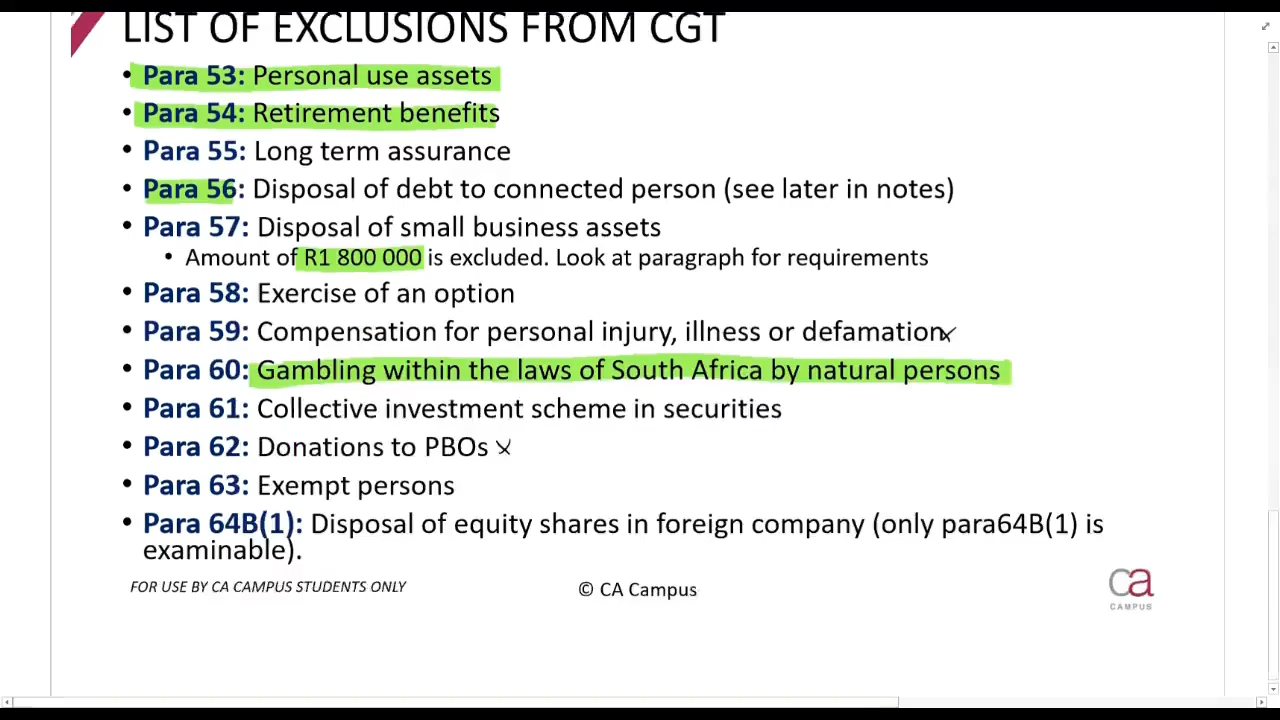 LIST OF EXCLUSIONS FROM CGT
• Para 53: Personal use assets
• Para 54: Retirement benefits
• Para 55: Long term assurance
• Para 56: Disposal of debt to connected person (see later in notes)
• Para 57: Disposal of small business assets
• Amount of R1 800 000 is excluded. Look at paragraph for requirements
• Para 58: Exercise of an option
• Para 59: Compensation for personal injury, illness or defamation
• Para 60: Gambling within the laws of South Africa by natural persons
• Para 61: Collective investment scheme in securities
• Para 62: Donations to PBOs
• Para 63: Exempt persons
• Para 64B(1): Disposal of equity shares in foreign company (only para64B(1) is
examinable).
FOR USE BY CA CAMPUS STUDENTS ONLY
© CA Campus
ca
CAMPUS